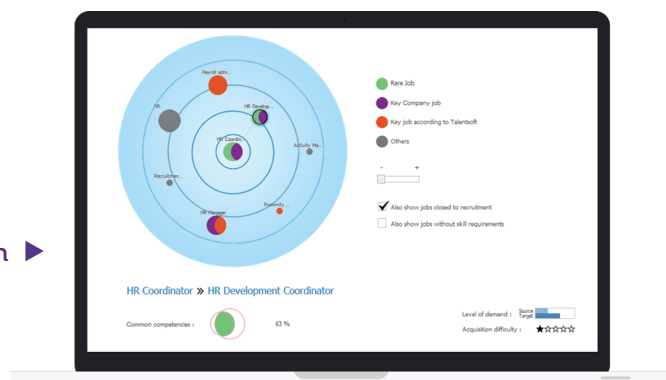 Payroll adm...
HR
HR Develop...
HR Coordin...
Activity Me...
Recruitmen...
Proximity ...
HR Manager
Rare Job
Key Company job
Key job according to Talentsoft
Others
- +
Also show jobs closed to recruitment
Also show jobs without skill requirements
HR Coordinator » HR Development Coordinator
Common competencies :
63 %
Level of demand :
Source
Target
Acquisition difficulty :